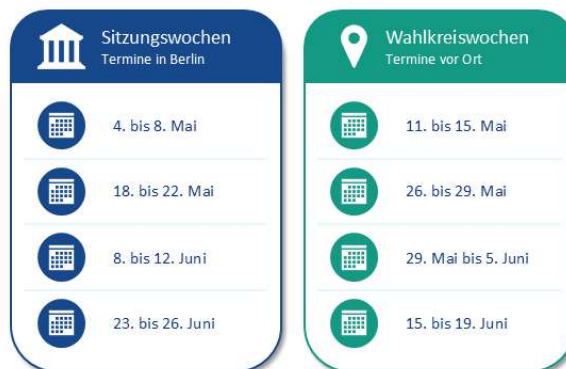 Sitzungswochen
Termine in Berlin
4. bis 8. Mai
18. bis 22. Mai
8. bis 12. Juni
23. bis 26. Juni
Wahlkreiswochen
Termine vor Ort
11. bis 15. Mai
26. bis 29. Mai
29. Mai bis 5. Juni
15. bis 19. Juni